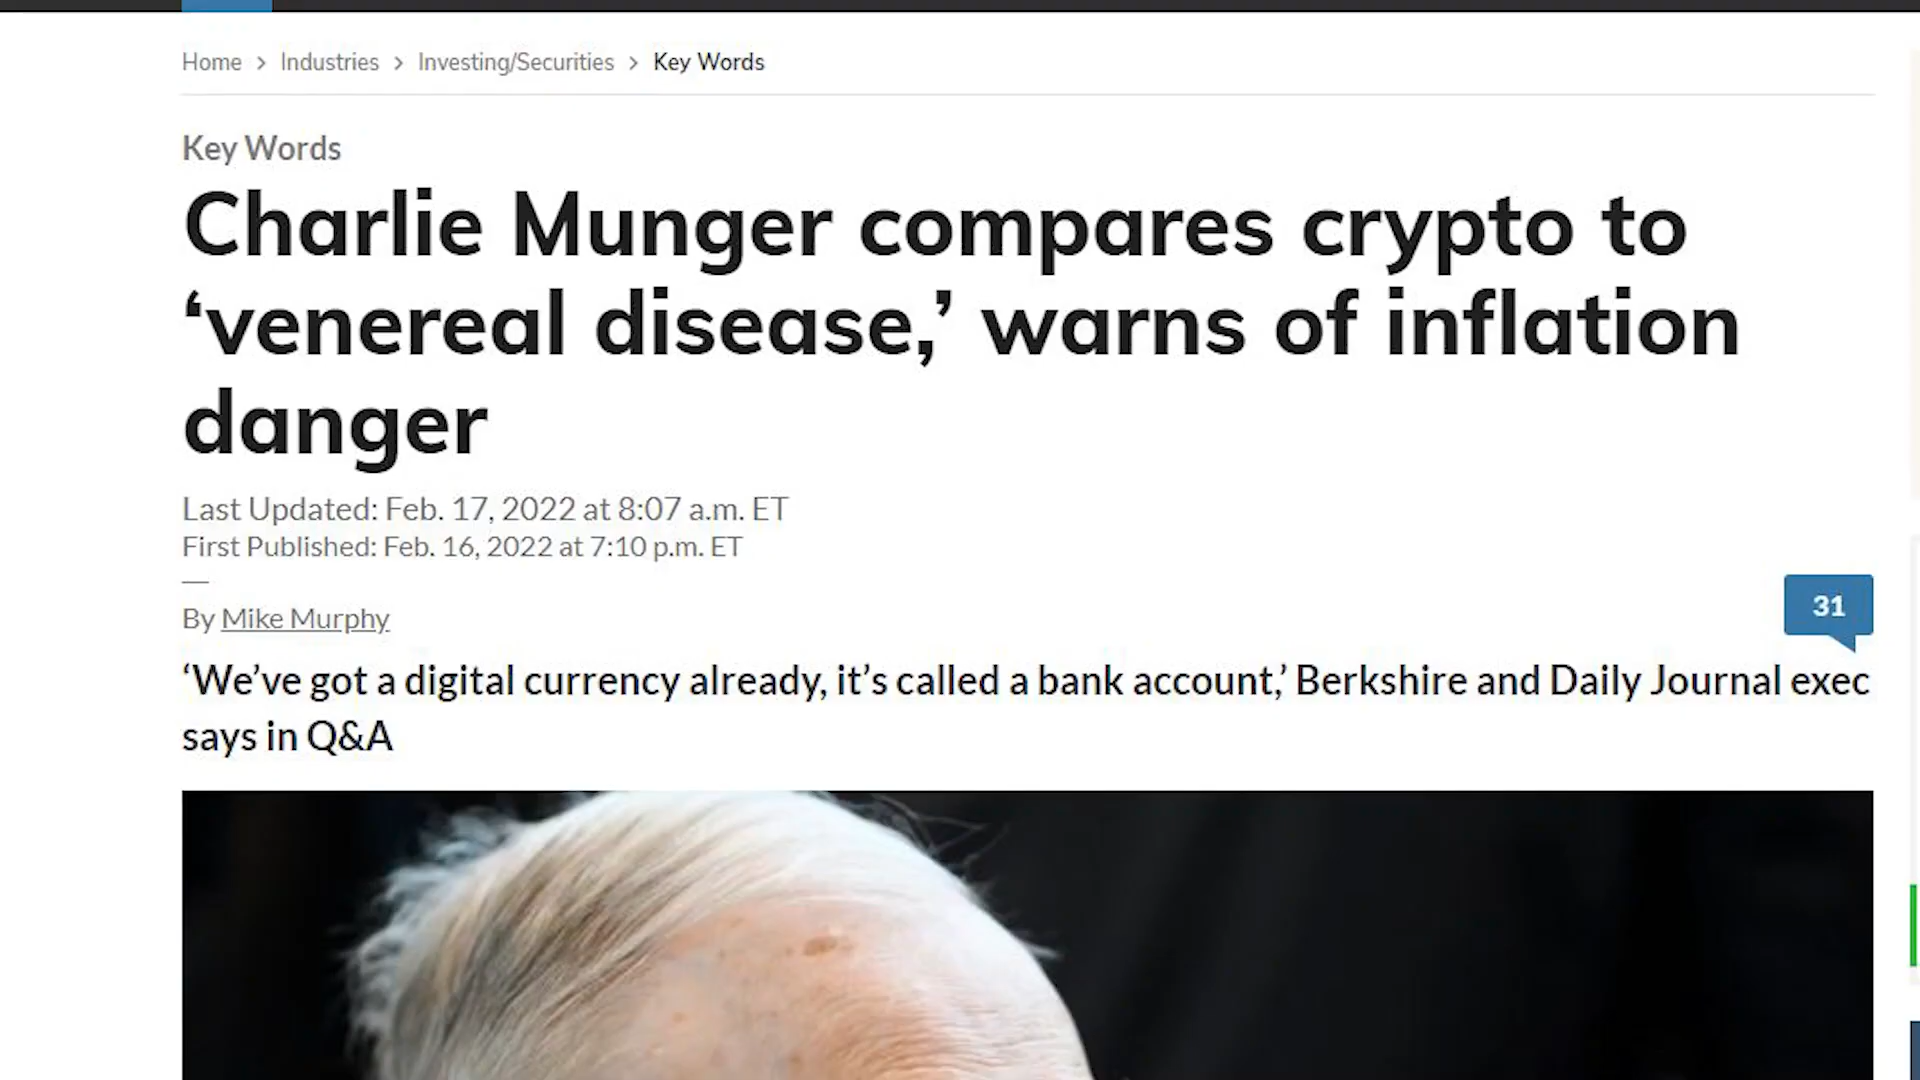 Home > Industries > Investing/Securities > Key Words
Key Words
Charlie Munger compares crypto to
‘venereal disease,’ warns of inflation
danger
Last Updated: Feb. 17, 2022 at 8:07 a.m. ET
First Published: Feb. 16, 2022 at 7:10 p.m. ET
By Mike Murphy
31
‘We’ve got a digital currency already, it’s called a bank account,’ Berkshire and Daily Journal exec
says in Q&A